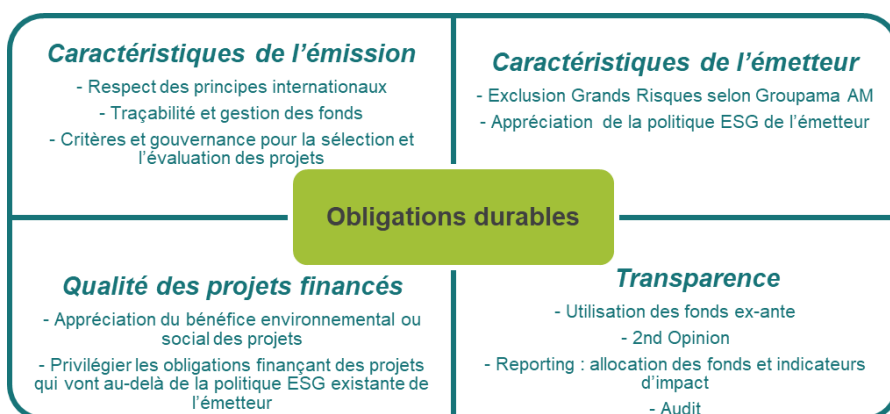 Caractéristiques de l'émission
- Respect des principes internationaux
- Traçabilité et gestion des fonds
- Critères et gouvernance pour la sélection et
l'évaluation des projets
Caractéristiques de l'émetteur
- Exclusion Grands Risques selon Groupama AM
- Appréciation de la politique ESG de l'émetteur
Obligations durables
Qualité des projets financés
- Appréciation du bénéfice environnemental ou
social des projets
- Privilégier les obligations finançant des projets
qui vont au-delà de la politique ESG existante de
l'émetteur
Transparence
- Utilisation des fonds ex-ante
- 2nd Opinion
- Reporting : allocation des fonds et indicateurs
d'impact
- Audit